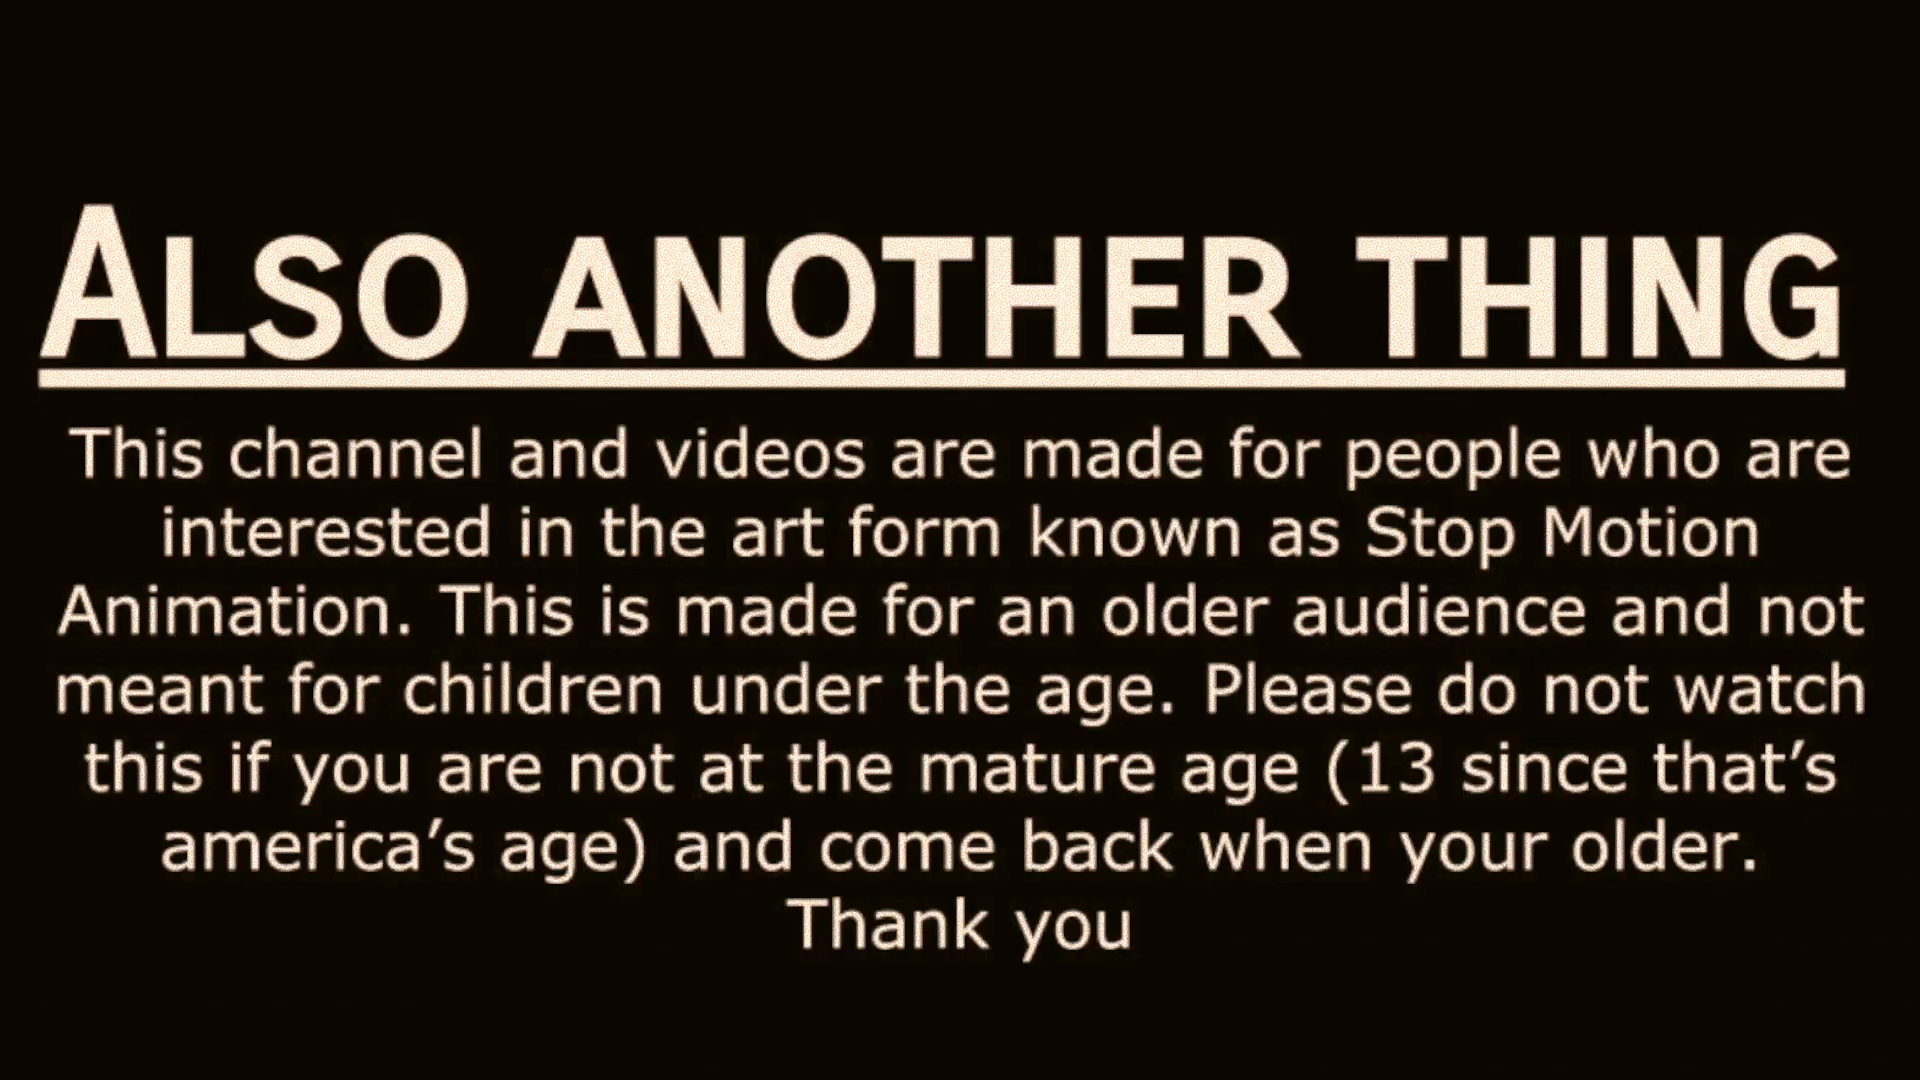 Also another thing
This channel and videos are made for people who are
interested in the art form known as Stop Motion
Animation. This is made for an older audience and not
meant for children under the age. Please do not watch
this if you are not at the mature age (13 since that’s
america’s age) and come back when your older.
Thank you